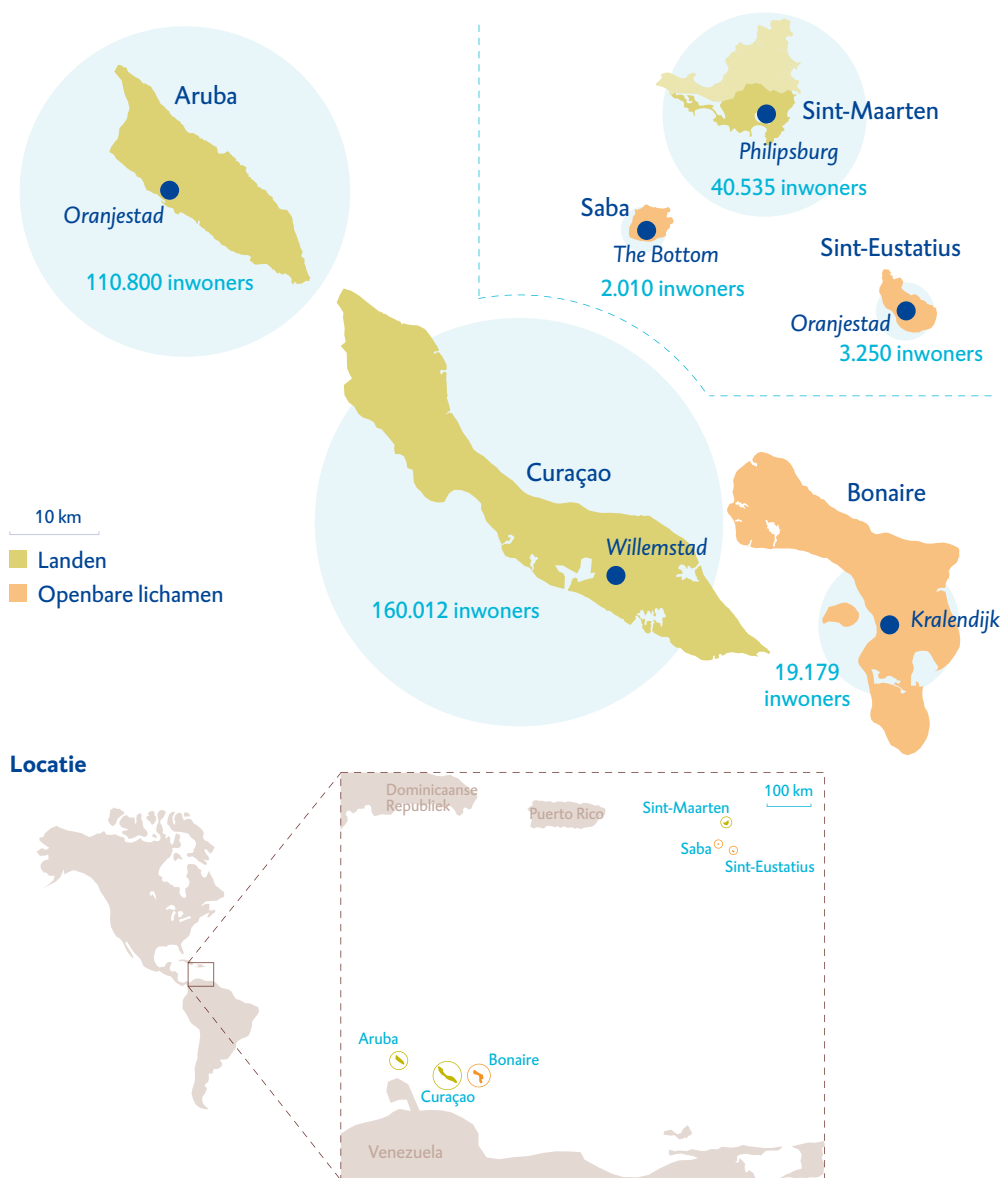 Aruba
Oranjestad
110.800 inwoners
Sint-Maarten
Philipsburg
40.535 inwoners
Saba
The Bottom
2.010 inwoners
Sint-Eustatius
Oranjestad
3.250 inwoners
Curaçao
Willemstad
160.012 inwoners
Bonaire
Kralendijk
19.179
inwoners
10 km
Landen
Openbare lichamen
Locatie
Dominicaanse
Republiek
Puerto Rico
100 km
Sint-Maarten
Saba
Sint-Eustatius
Aruba
Bonaire
Curaçao
Venezuela